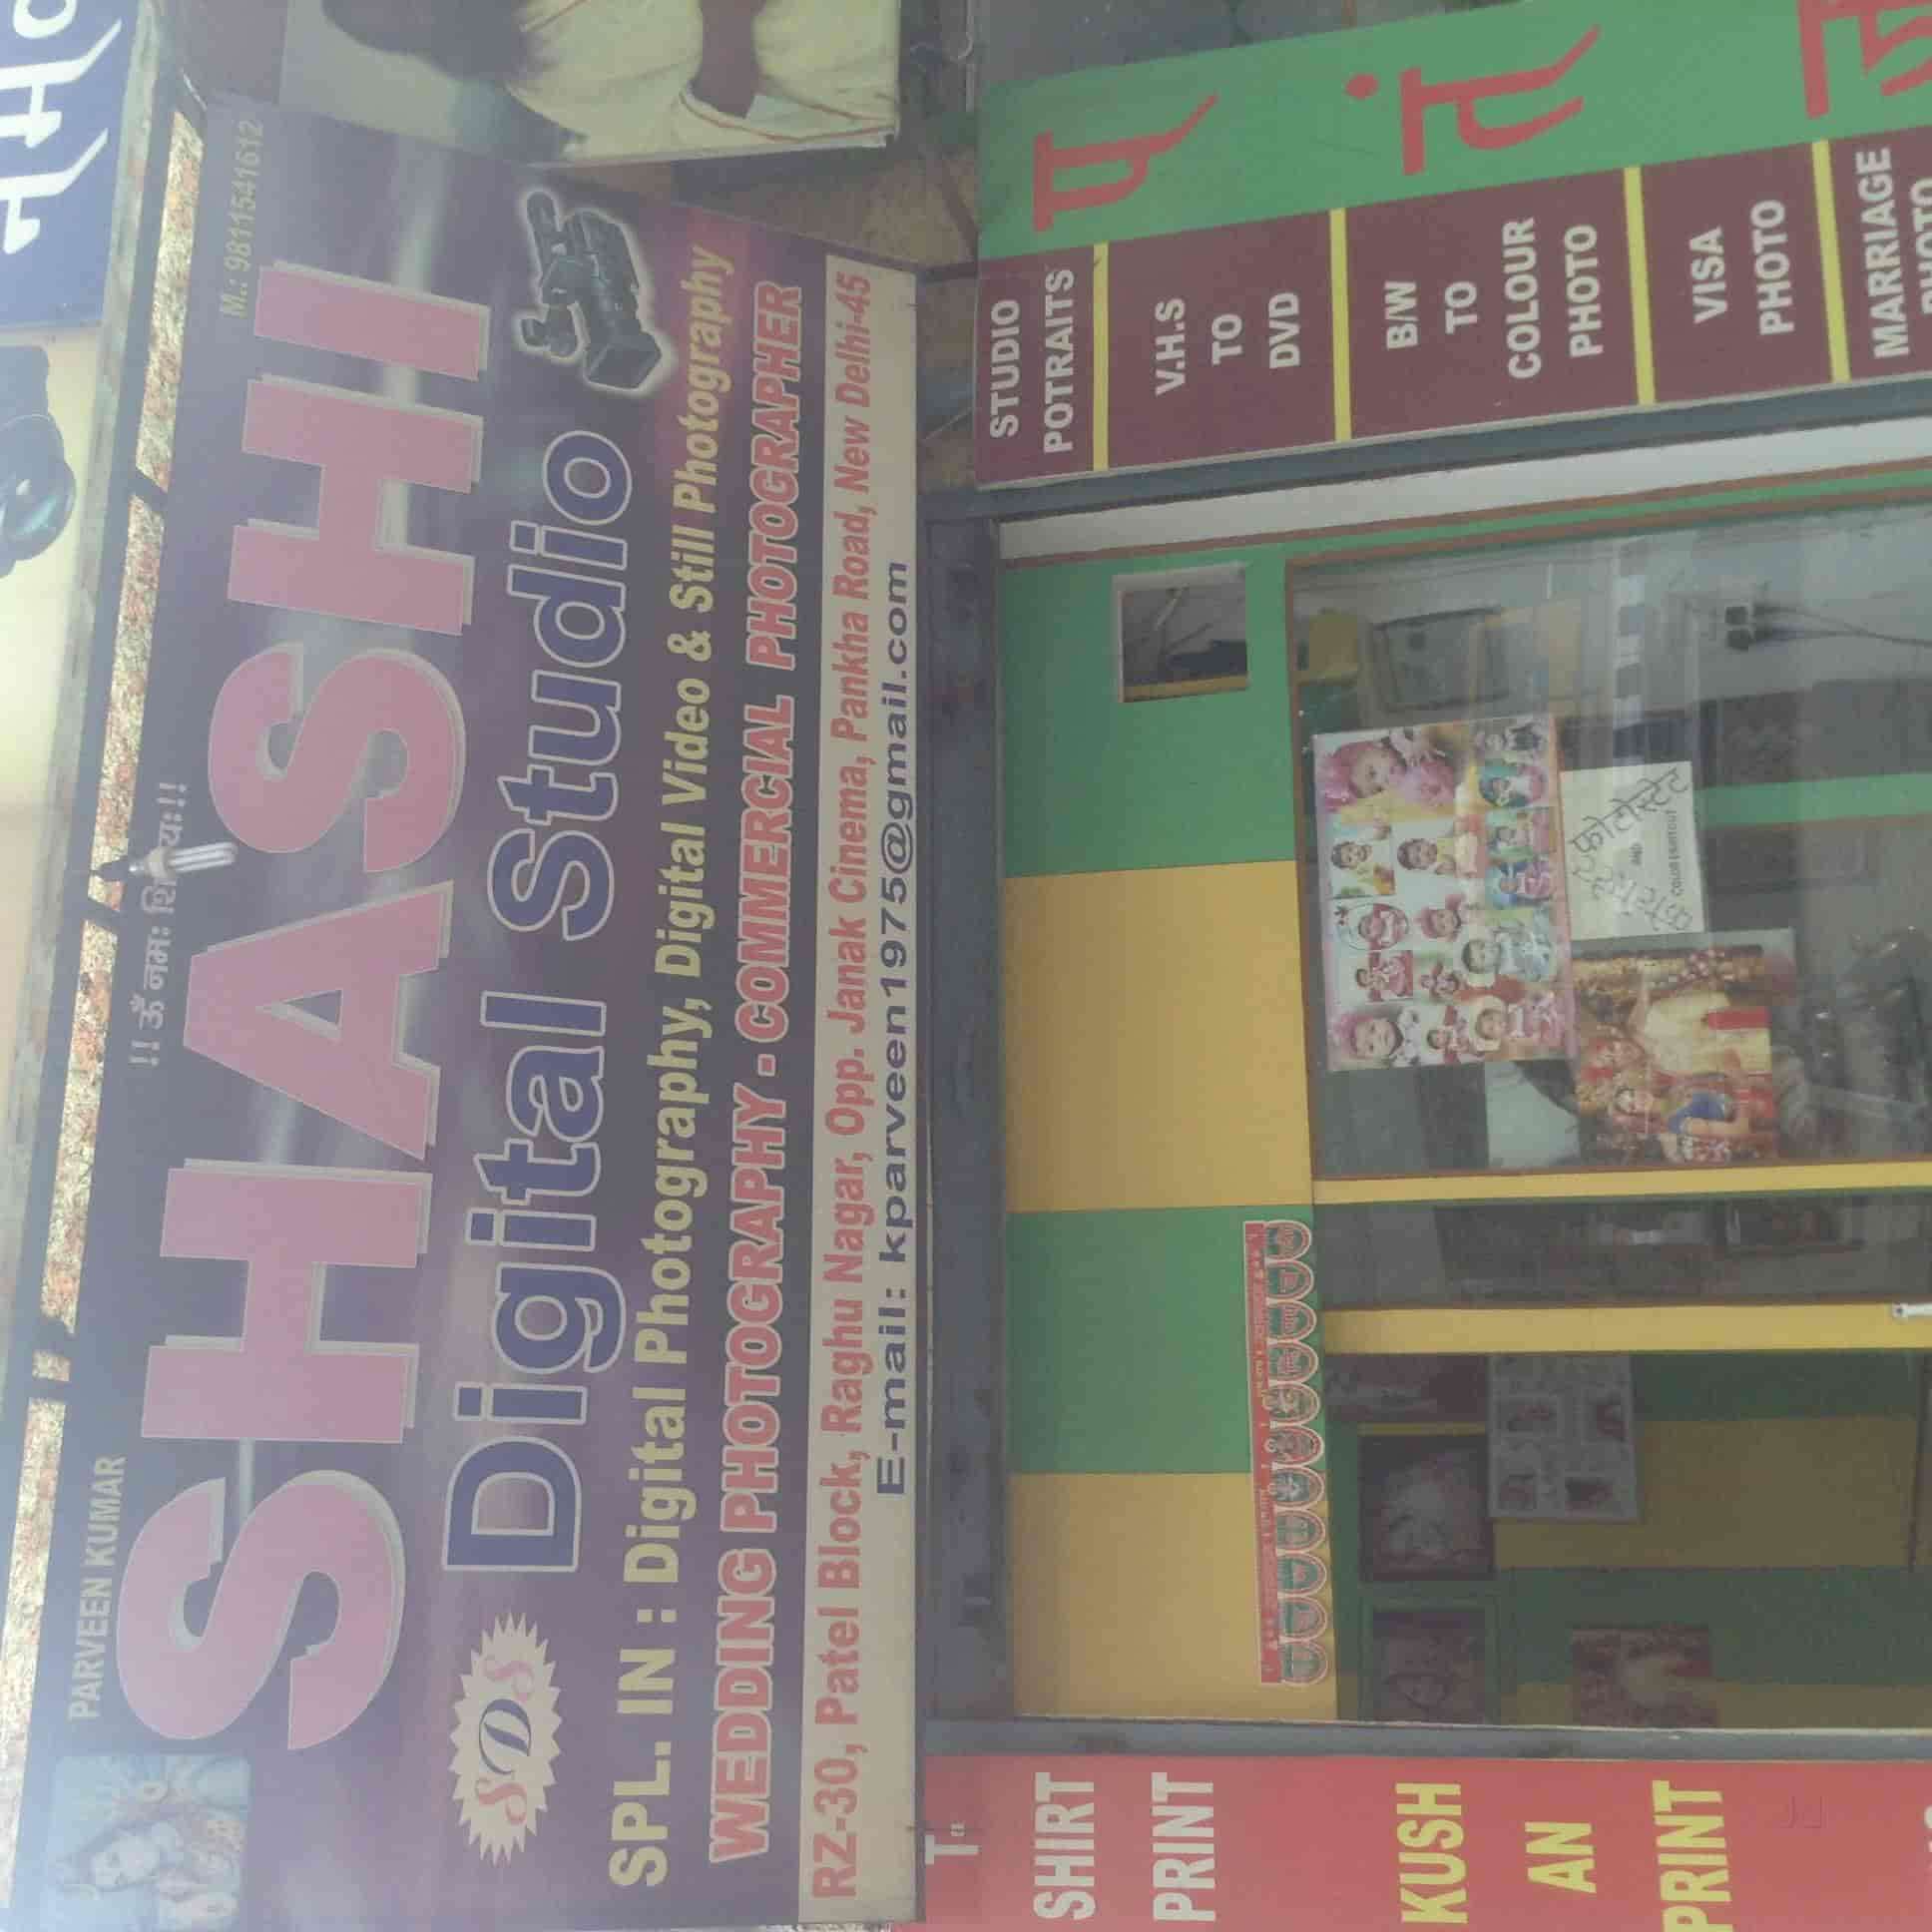 !! ॐ नमः शि यः!!
PARVEEN KUMAR
M.: 9811541612
SHASHI
Digital Studio
SDS
SPL. IN : Digital Photography, Digital Video & Still Photography
WEDDING PHOTOGRAPHY - COMMERCIAL PHOTOGRAPHER
RZ-30, Patel Block, Raghu Nagar, Opp. Janak Cinema, Pankha Road, New Delhi-45
E-mail: kparveen1975@gmail.com
T-
SHIRT
PRINT
KUSH
AN
PRINT
फोटोस्टेट
STUDIO
POTRAITS
V.H.S
TO
DVD
B/W
TO
COLOUR
PHOTO
VISA
PHOTO
MARRIAGE
PHOTO
प
तं